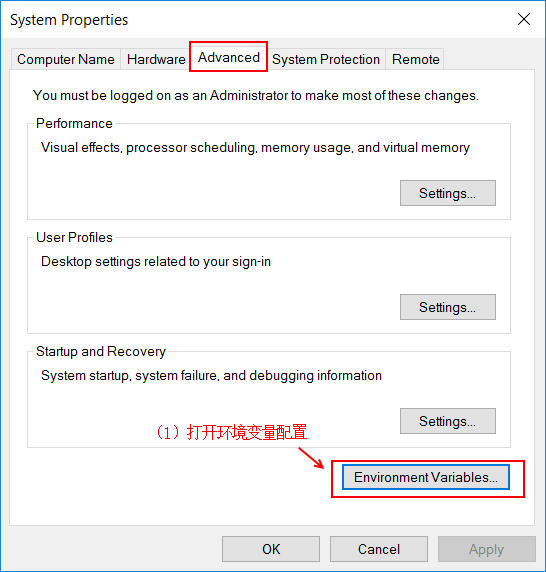 System Properties
Computer Name Hardware Advanced System Protection Remote
You must be logged on as an Administrator to make most of these changes.
Performance
Visual effects, processor scheduling, memory usage, and virtual memory
Settings...
User Profiles
Desktop settings related to your sign-in
Settings...
Startup and Recovery
System startup, system failure, and debugging information
Settings...
（1）打开环境变量配置
Environment Variables...
OK Cancel Apply